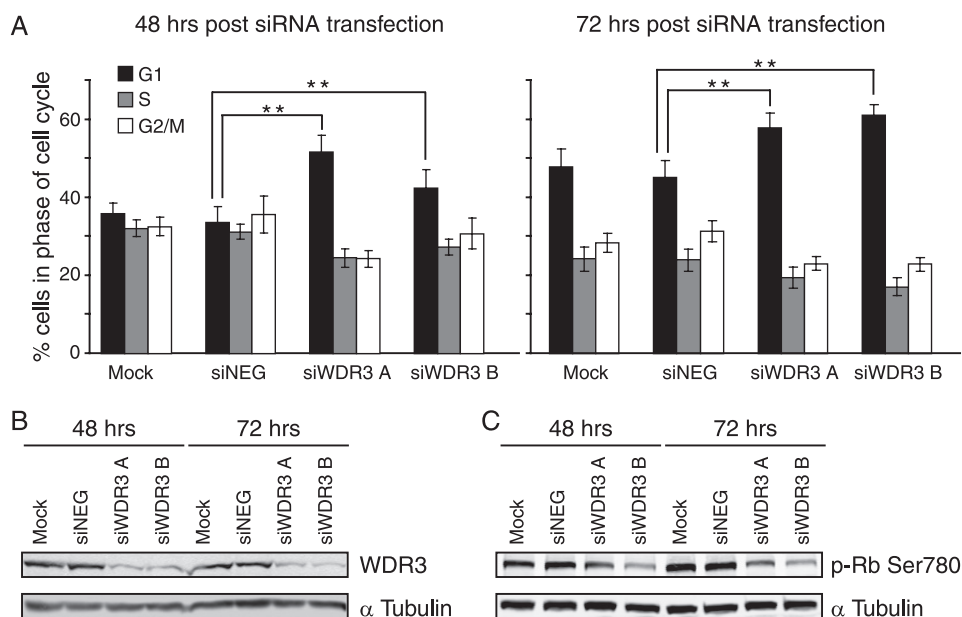 A
48 hrs post siRNA transfection
72 hrs post siRNA transfection
G1
S
G2/M
**
**
**
**
% cells in phase of cell cycle
60
40
20
0
Mock siNEG siWDR3 A siWDR3 B
Mock siNEG siWDR3 A siWDR3 B
B
48 hrs 72 hrs
Mock siNEG siWDR3 A siWDR3 B Mock siNEG siWDR3 A siWDR3 B
WDR3
α Tubulin
C
48 hrs 72 hrs
Mock siNEG siWDR3 A siWDR3 B Mock siNEG siWDR3 A siWDR3 B
p-Rb Ser780
α Tubulin